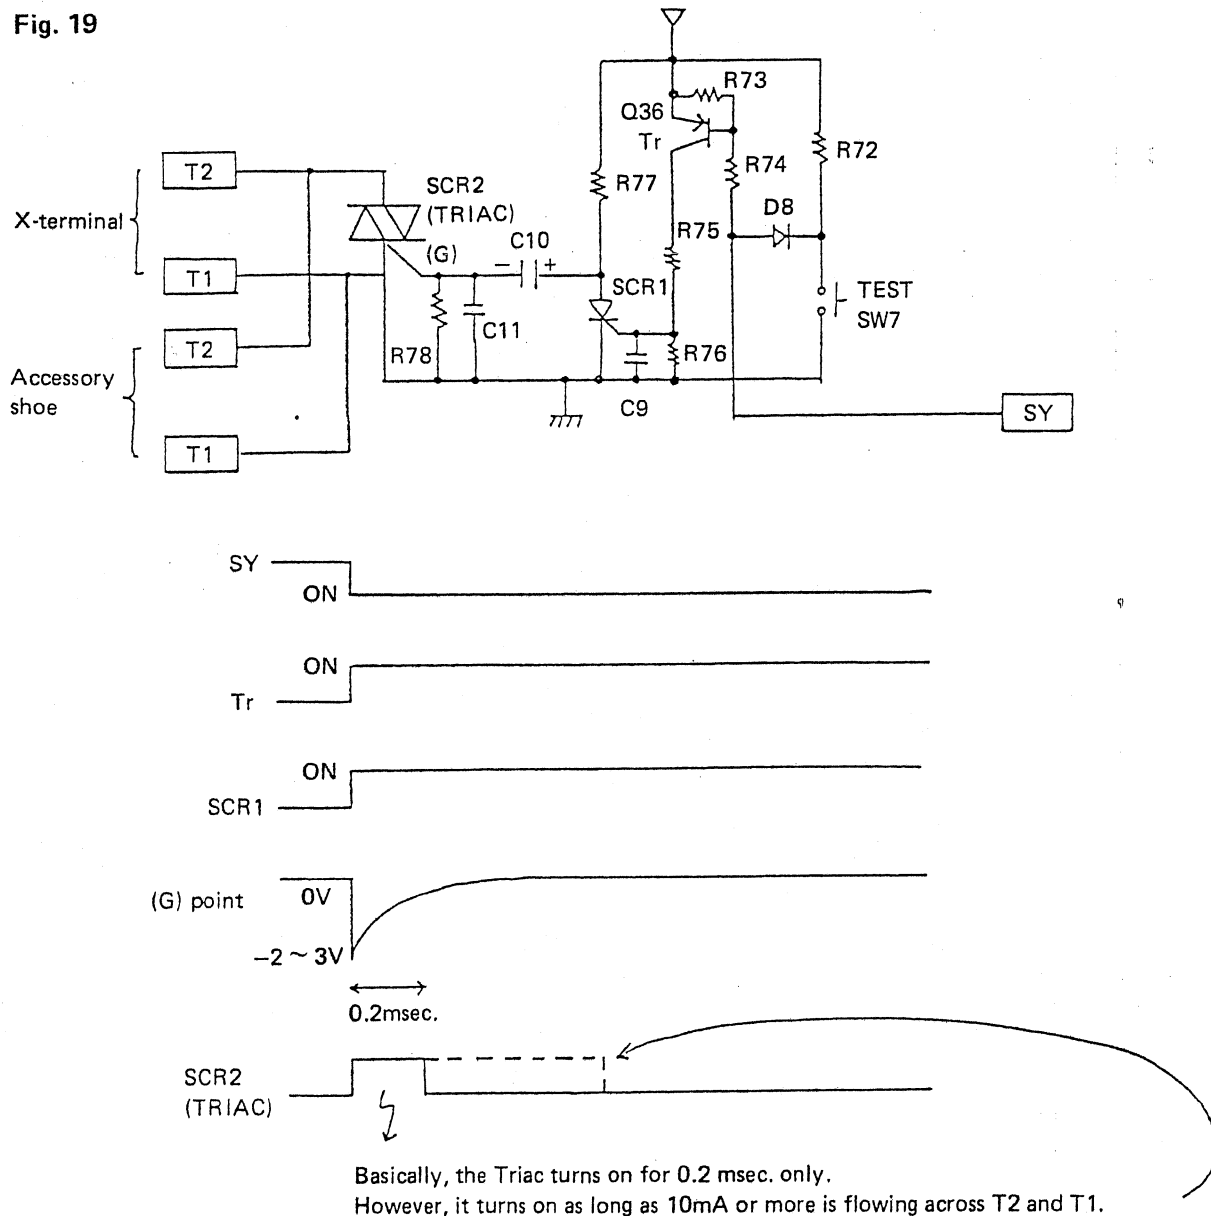 Fig. 19
R73
Q36
Tr
R72
R74
T2
SCR2
(TRIAC)
R77
D8
X-terminal
(G)
C10
R75
− +
T1
SCR1
TEST
SW7
C11
T2
R78
R76
Accessory
shoe
C9
SY
T1
SY
ON
ON
Tr
ON
SCR1
(G) point
0V
−2 ~ 3V
0.2msec.
SCR2
(TRIAC)
Basically, the Triac turns on for 0.2 msec. only.
However, it turns on as long as 10mA or more is flowing across T2 and T1.